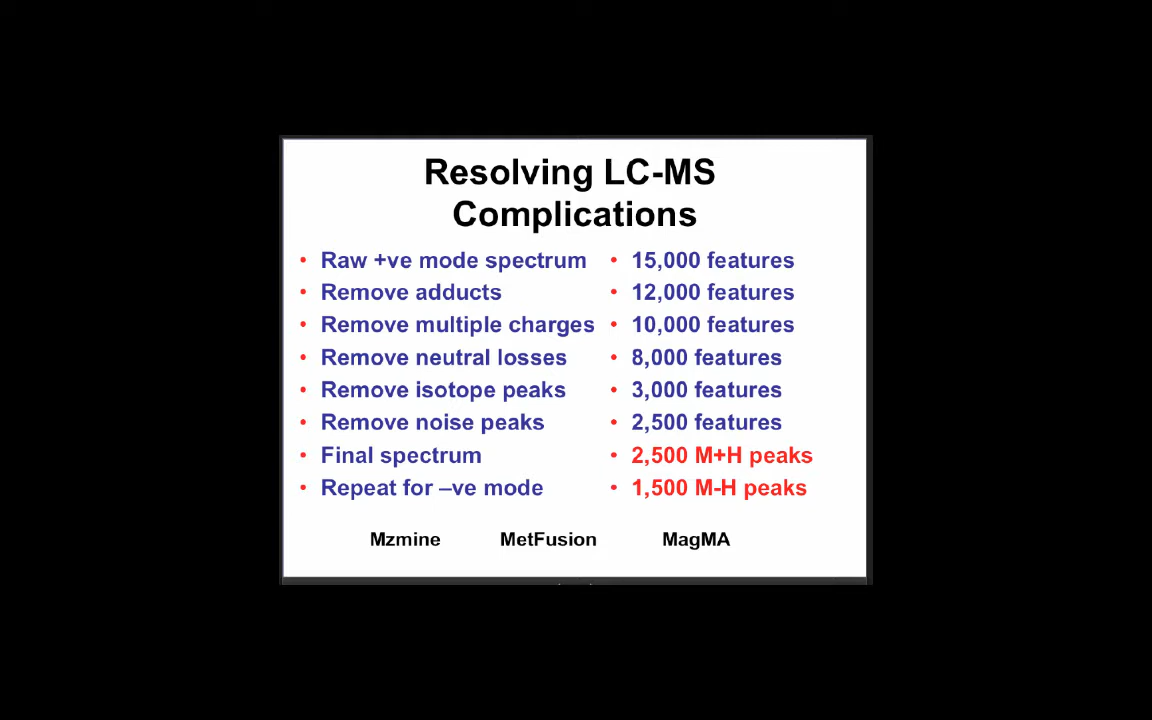 Resolving LC-MS
Complications
• Raw +ve mode spectrum • 15,000 features
• Remove adducts • 12,000 features
• Remove multiple charges • 10,000 features
• Remove neutral losses • 8,000 features
• Remove isotope peaks • 3,000 features
• Remove noise peaks • 2,500 features
• Final spectrum • 2,500 M+H peaks
• Repeat for –ve mode • 1,500 M-H peaks
Mzmine MetFusion MagMA